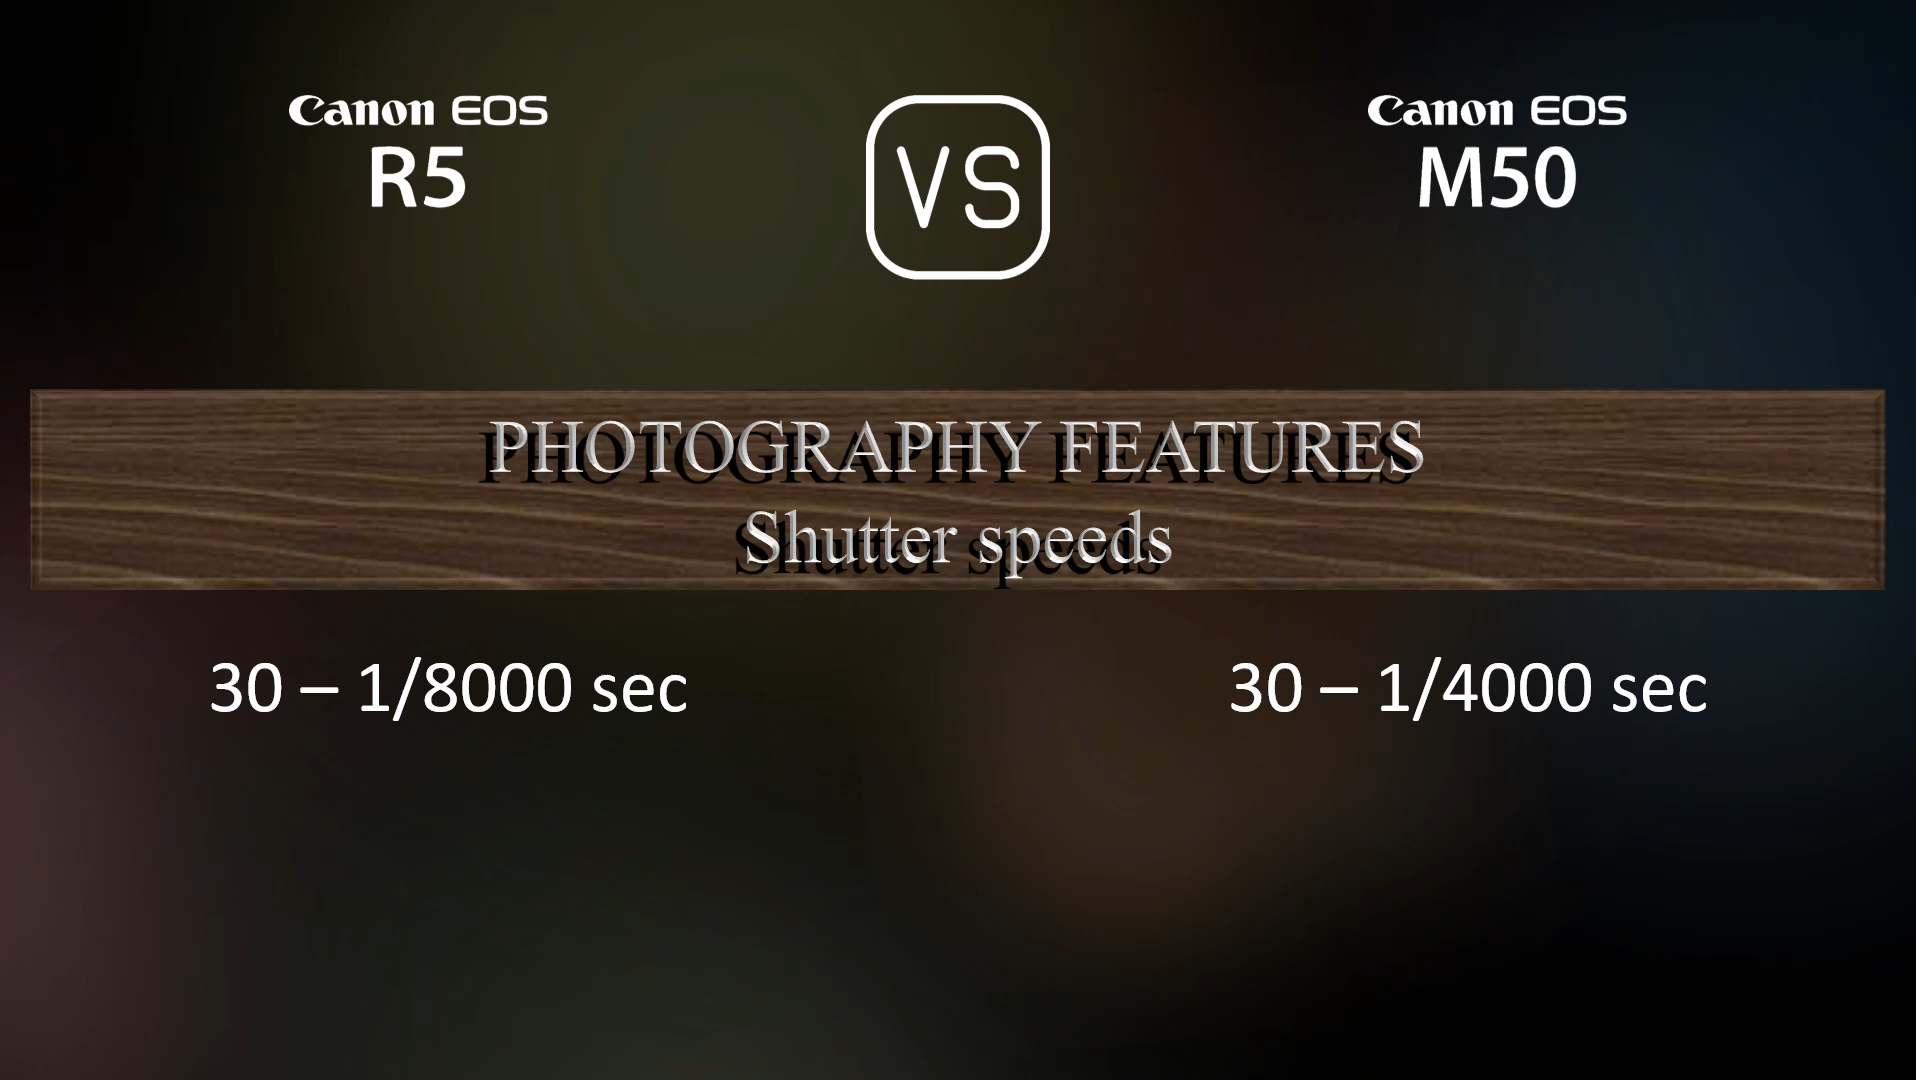 Canon EOS
R5
VS
Canon EOS
M50
PHOTOGRAPHY FEATURES
Shutter speeds
30 – 1/8000 sec
30 – 1/4000 sec